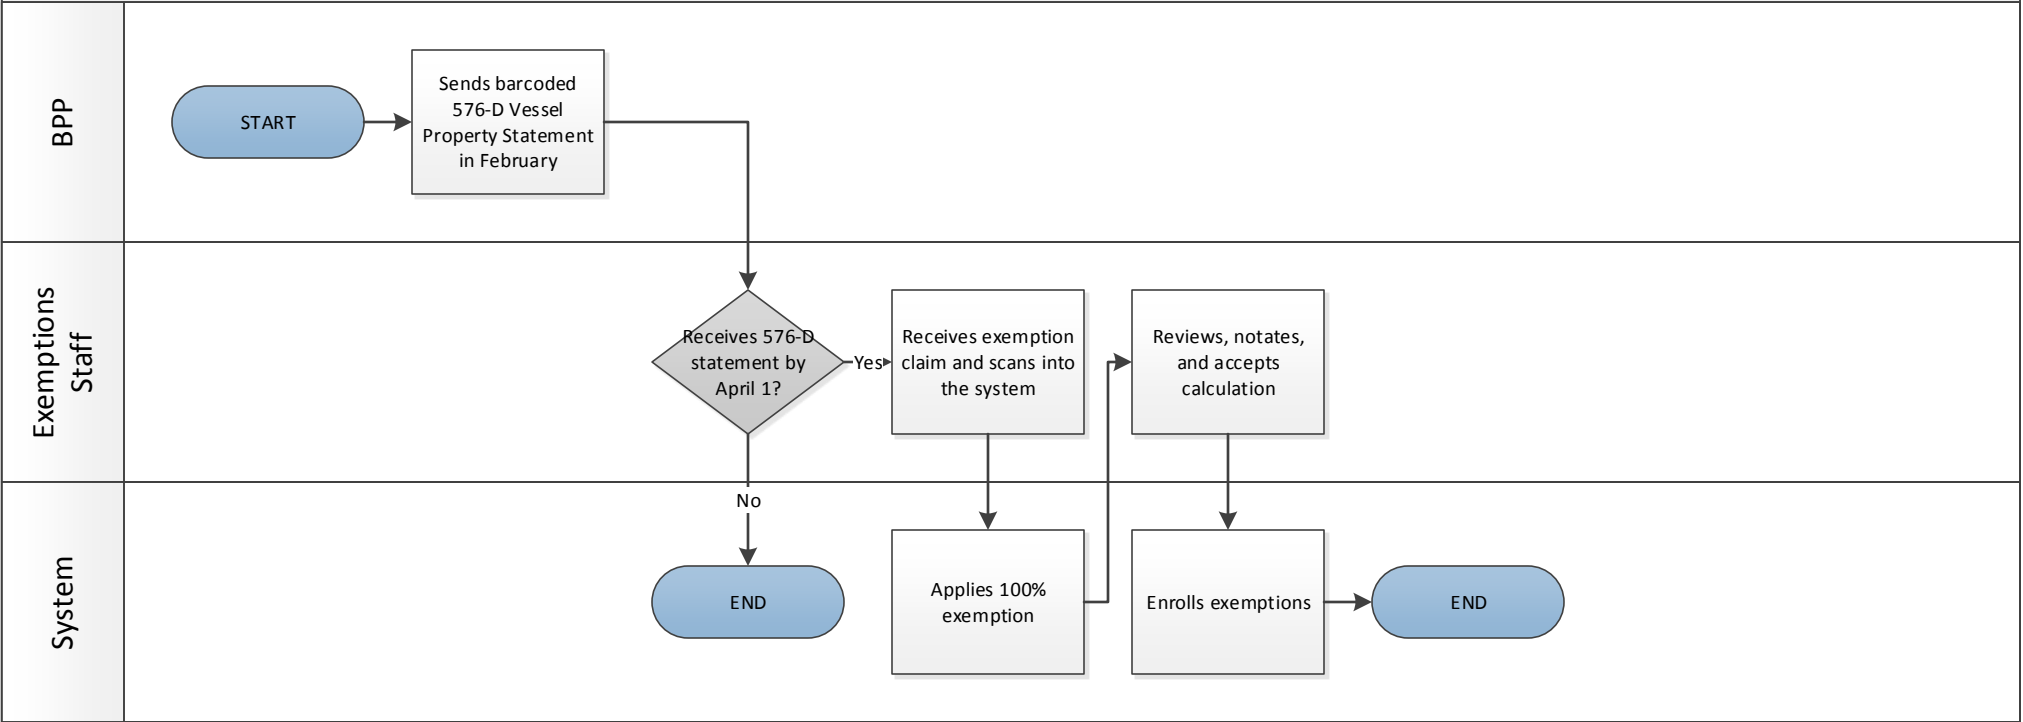 BPP
START
Sends barcoded
576-D Vessel
Property Statement
in February
Exemptions
Staff
Receives 576-D
statement by
April 1?
Yes
Receives exemption
claim and scans into
the system
Reviews, notates,
and accepts
calculation
System
No
END
Applies 100%
exemption
Enrolls exemptions
END